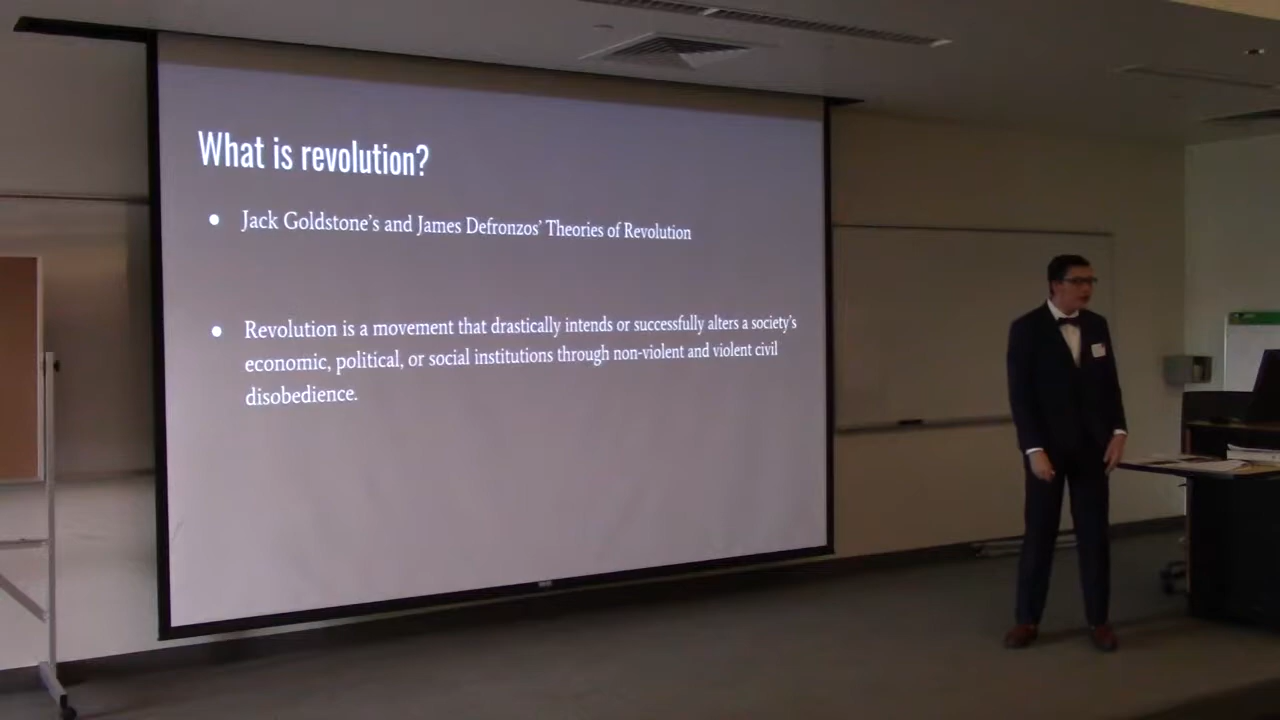 What is revolution?
● Jack Goldstone's and James Defronzos' Theories of Revolution
● Revolution is a movement that drastically intends or successfully alters a society's
economic, political, or social institutions through non-violent and violent civil
disobedience.